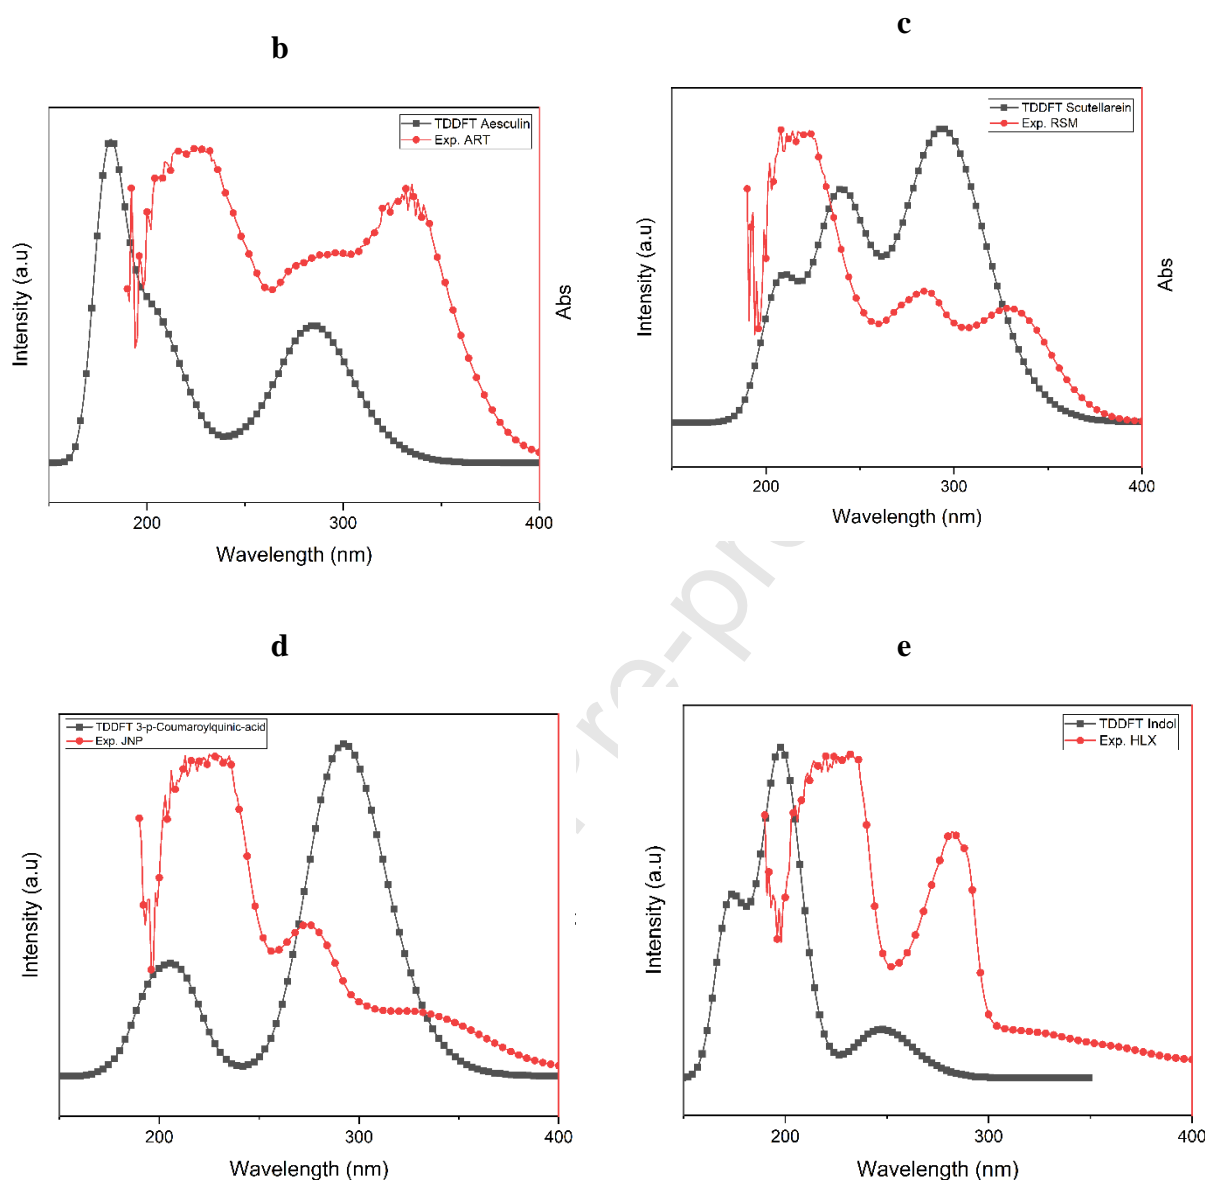 b
TDDFT Aesculin
Exp. ART
Intensity (a.u)
Abs
200
300
400
Wavelength (nm)
c
TDDFT Scutellarein
Exp. RSM
Intensity (a.u)
Abs
200
300
400
Wavelength (nm)
d
TDDFT 3-p-Coumaroylquinic-acid
Exp. JNP
Intensity (a.u)
200
300
400
Wavelength (nm)
e
TDDFT Indol
Exp. HLX
Intensity (a.u)
200
300
400
Wavelength (nm)